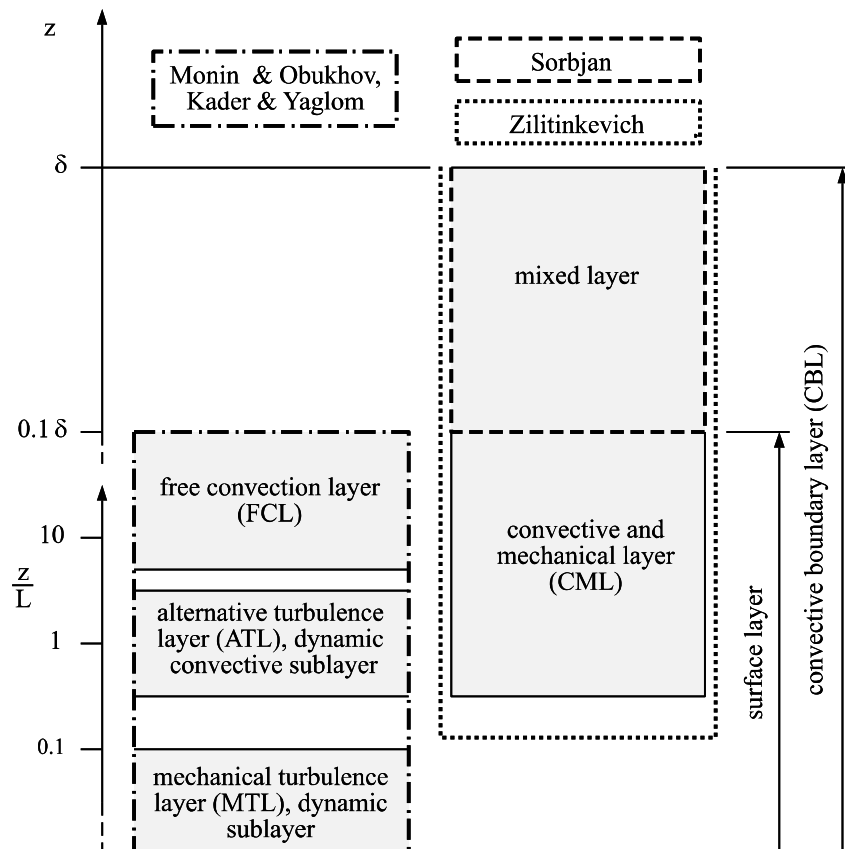 z
Monin & Obukhov,
Kader & Yaglom
Sorbjan
Zilitinkevich
δ
mixed layer
0.1 δ
free convection layer
(FCL)
10
convective and
mechanical layer
(CML)
z
L
alternative turbulence
layer (ATL), dynamic
convective sublayer
1
0.1
mechanical turbulence
layer (MTL), dynamic
sublayer
surface layer
convective boundary layer (CBL)